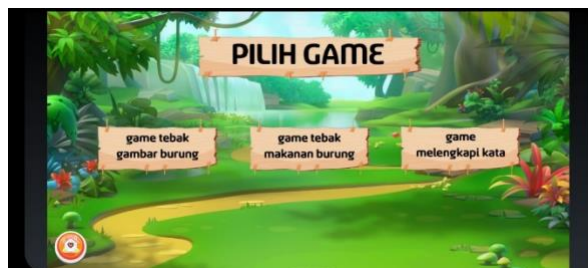 PILIH GAME
game tebak
gambar burung
game tebak
makanan burung
game
melengkapi kata